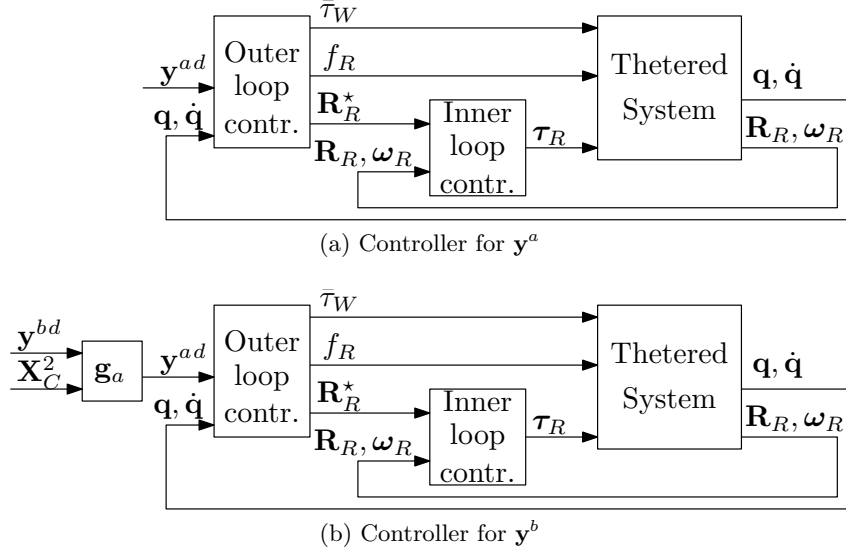 τ̄_W
Outer loop contr.
f_R
Thetered System
y^{ad}
q, q̇
R_R^⋆
Inner loop contr.
q, q̇
R_R, ω_R
τ_R
R_R, ω_R
(a) Controller for y^a
τ̄_W
y^{bd}
Outer loop contr.
f_R
Thetered System
X_C^2
g_a
y^{ad}
q, q̇
R_R^⋆
Inner loop contr.
q, q̇
R_R, ω_R
τ_R
R_R, ω_R
(b) Controller for y^b